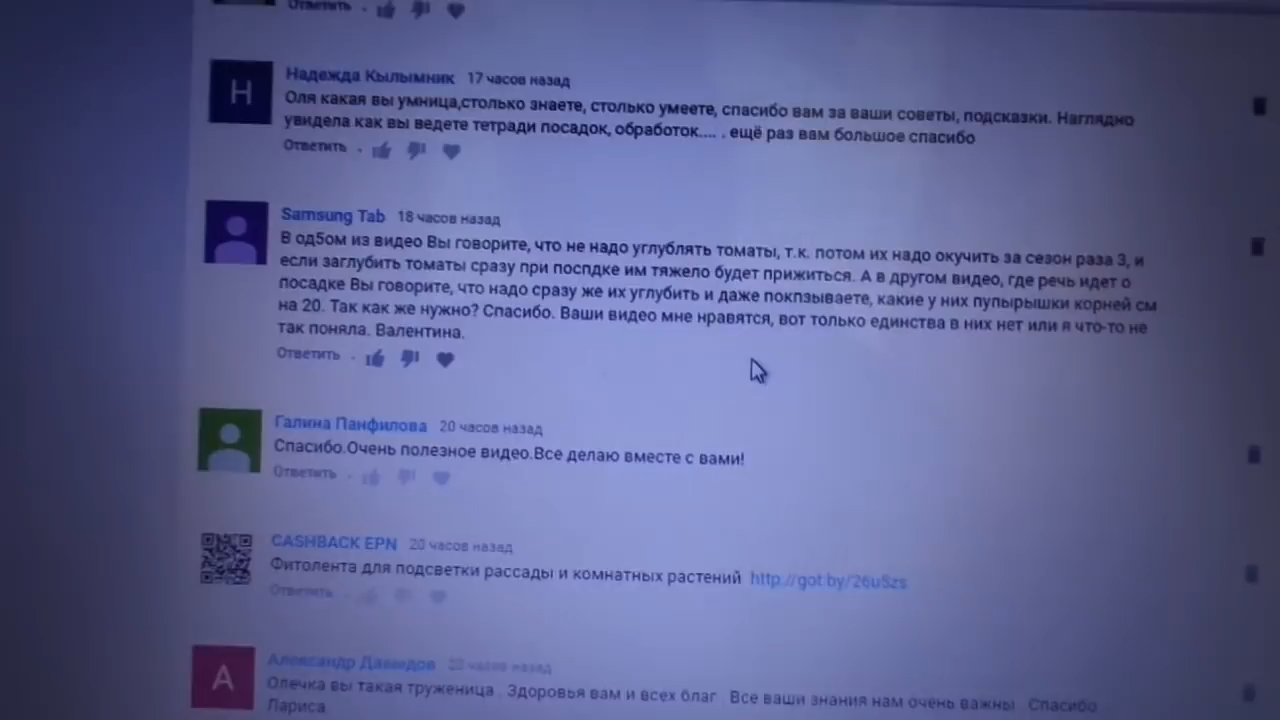 Ответить
Надежда Кылымник 17 часов назад
Оля какая вы умница,столько знаете, столько умеете, спасибо вам за ваши советы, подсказки. Наглядно
увидела как вы ведете тетради посадок, обработок.... . ещё раз вам большое спасибо
Ответить
Samsung Tab 18 часов назад
В од5ом из видео Вы говорите, что не надо углублять томаты, т.к. потом их надо окучить за сезон раза 3, и
если заглубить томаты сразу при поспдке им тяжело будет прижиться. А в другом видео, где речь идет о
посадке Вы говорите, что надо сразу же их углубить и даже покпзываете, какие у них пупырышки корней см
на 20. Так как же нужно? Спасибо. Ваши видео мне нравятся, вот только единства в них нет или я что-то не
так поняла. Валентина.
Ответить
Галина Панфилова 20 часов назад
Спасибо.Очень полезное видео.Все делаю вместе с вами!
Ответить
CASHBACK EPN 20 часов назад
Фитолента для подсветки рассады и комнатных растений http://got.by/26u5zs
Ответить
Александр Давыдов 20 часов назад
Олечка вы такая труженица . Здоровья вам и всех благ . Все ваши знания нам очень важны . Спасибо
Лариса
Н
А